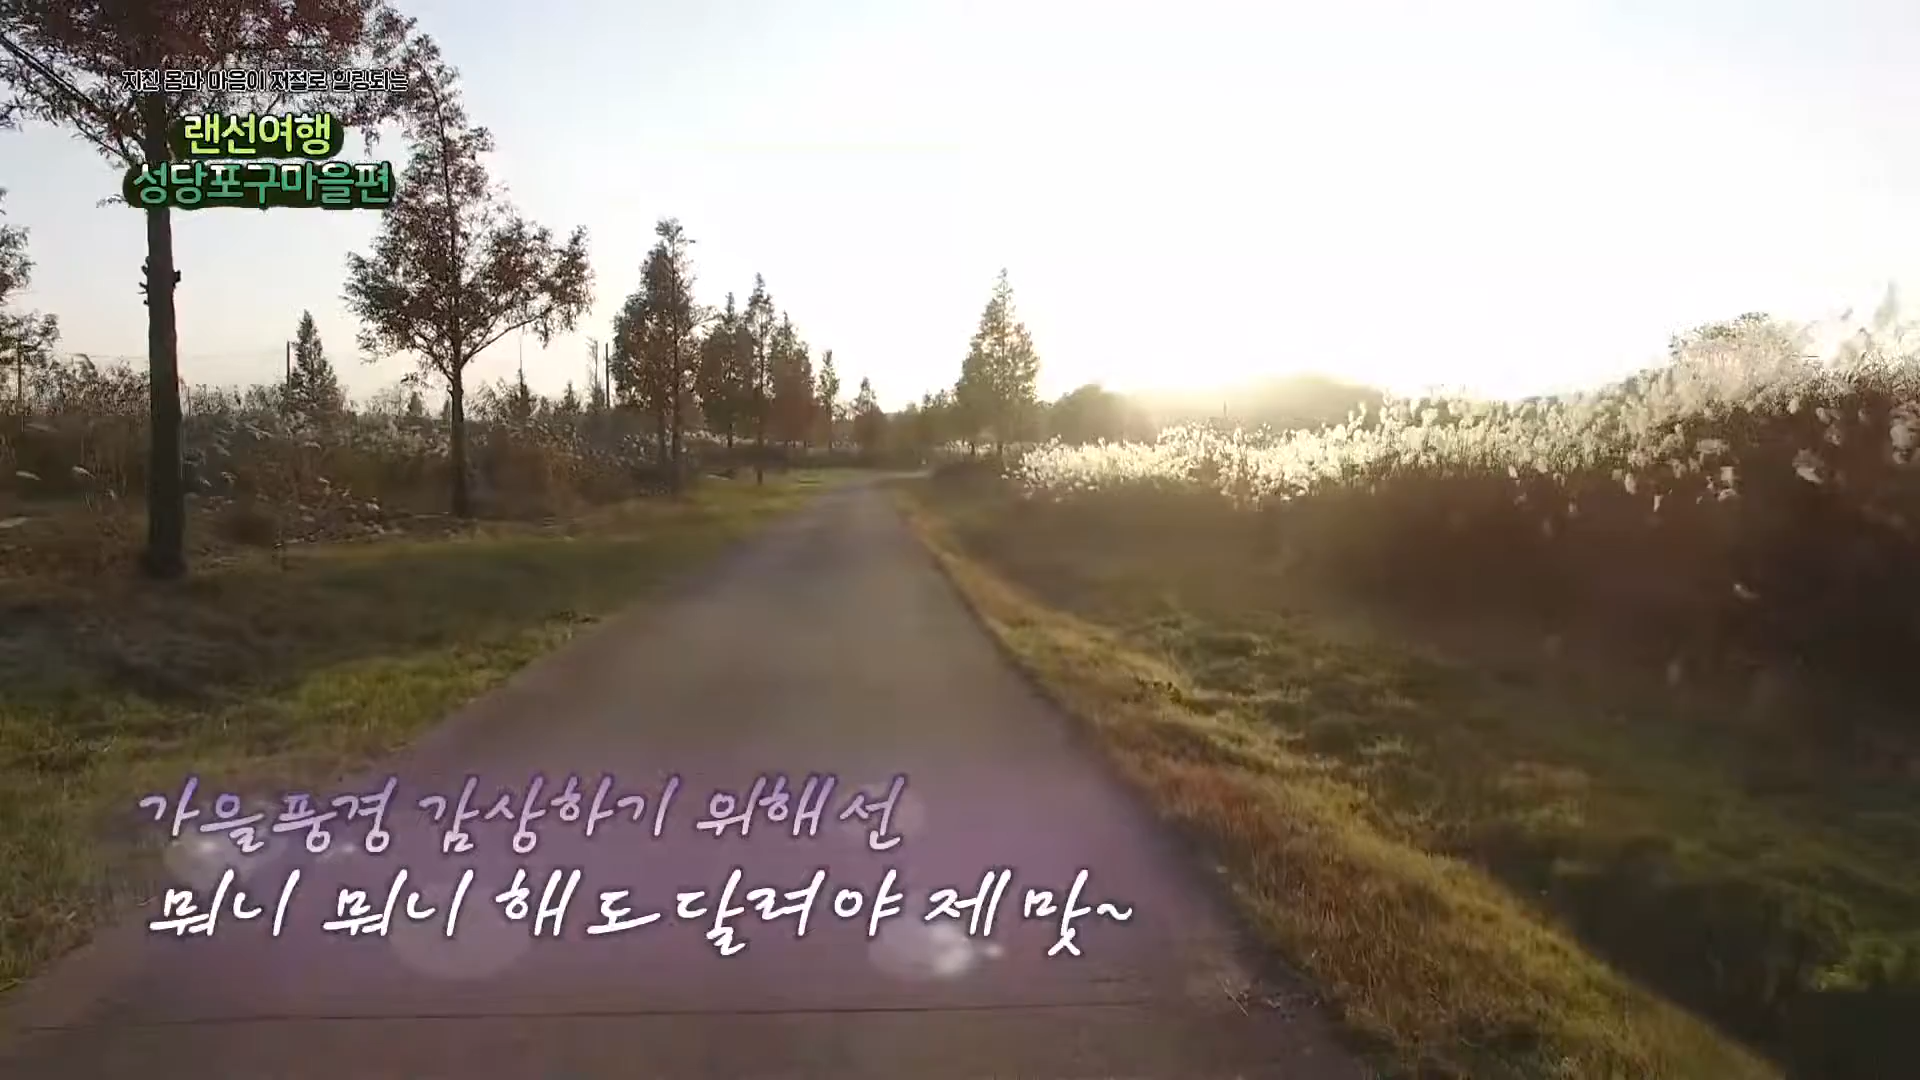 지친 몸과 마음이 저절로 힐링되는
랜선여행
성당포구마을편
가을풍경 감상하기 위해선
뭐니 뭐니 해도 달려야 제 맛~